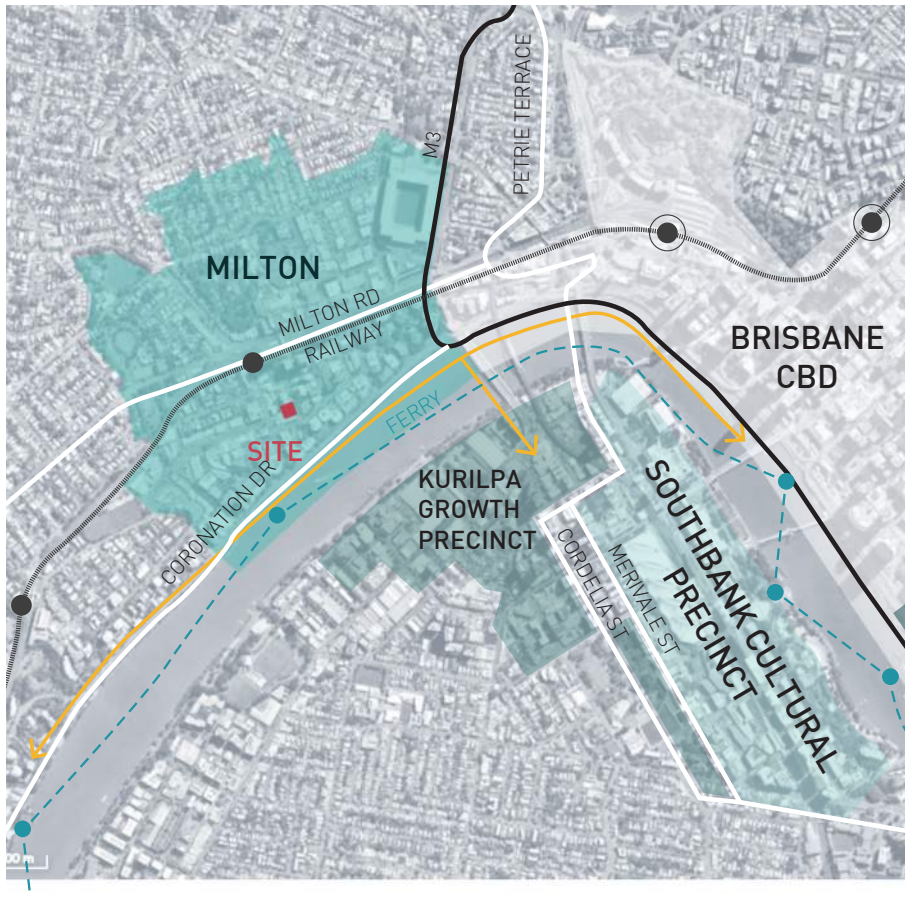 M3
PETRIE TERRACE
MILTON
MILTON RD
RAILWAY
BRISBANE
CBD
FERRY
SITE
CORONATION DR
KURILPA
GROWTH
PRECINCT
SOUTHBANK CULTURAL
PRECINCT
CORDELIA ST
MERIVALE ST